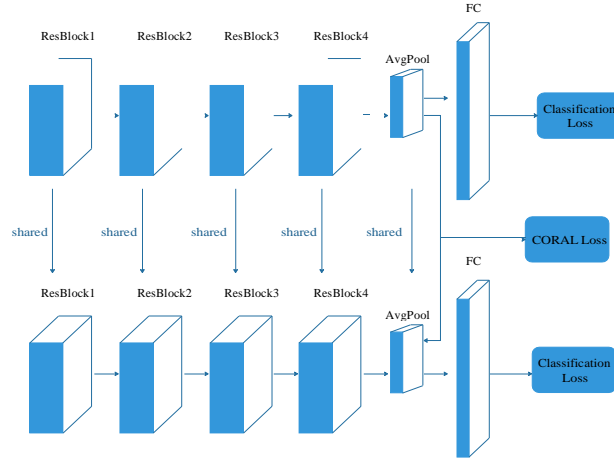 FC
ResBlock1
ResBlock2
ResBlock3
ResBlock4
AvgPool
Classification
Loss
shared
shared
shared
shared
shared
CORAL Loss
FC
ResBlock1
ResBlock2
ResBlock3
ResBlock4
AvgPool
Classification
Loss